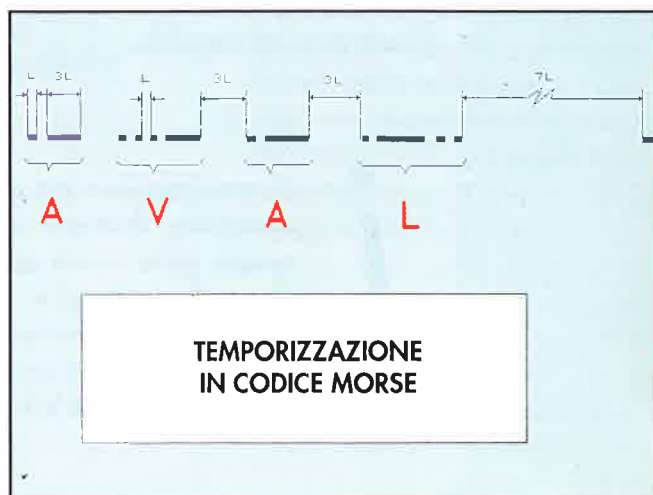 L 3L L 3L 3L 7L
A V A L
TEMPORIZZAZIONE
IN CODICE MORSE